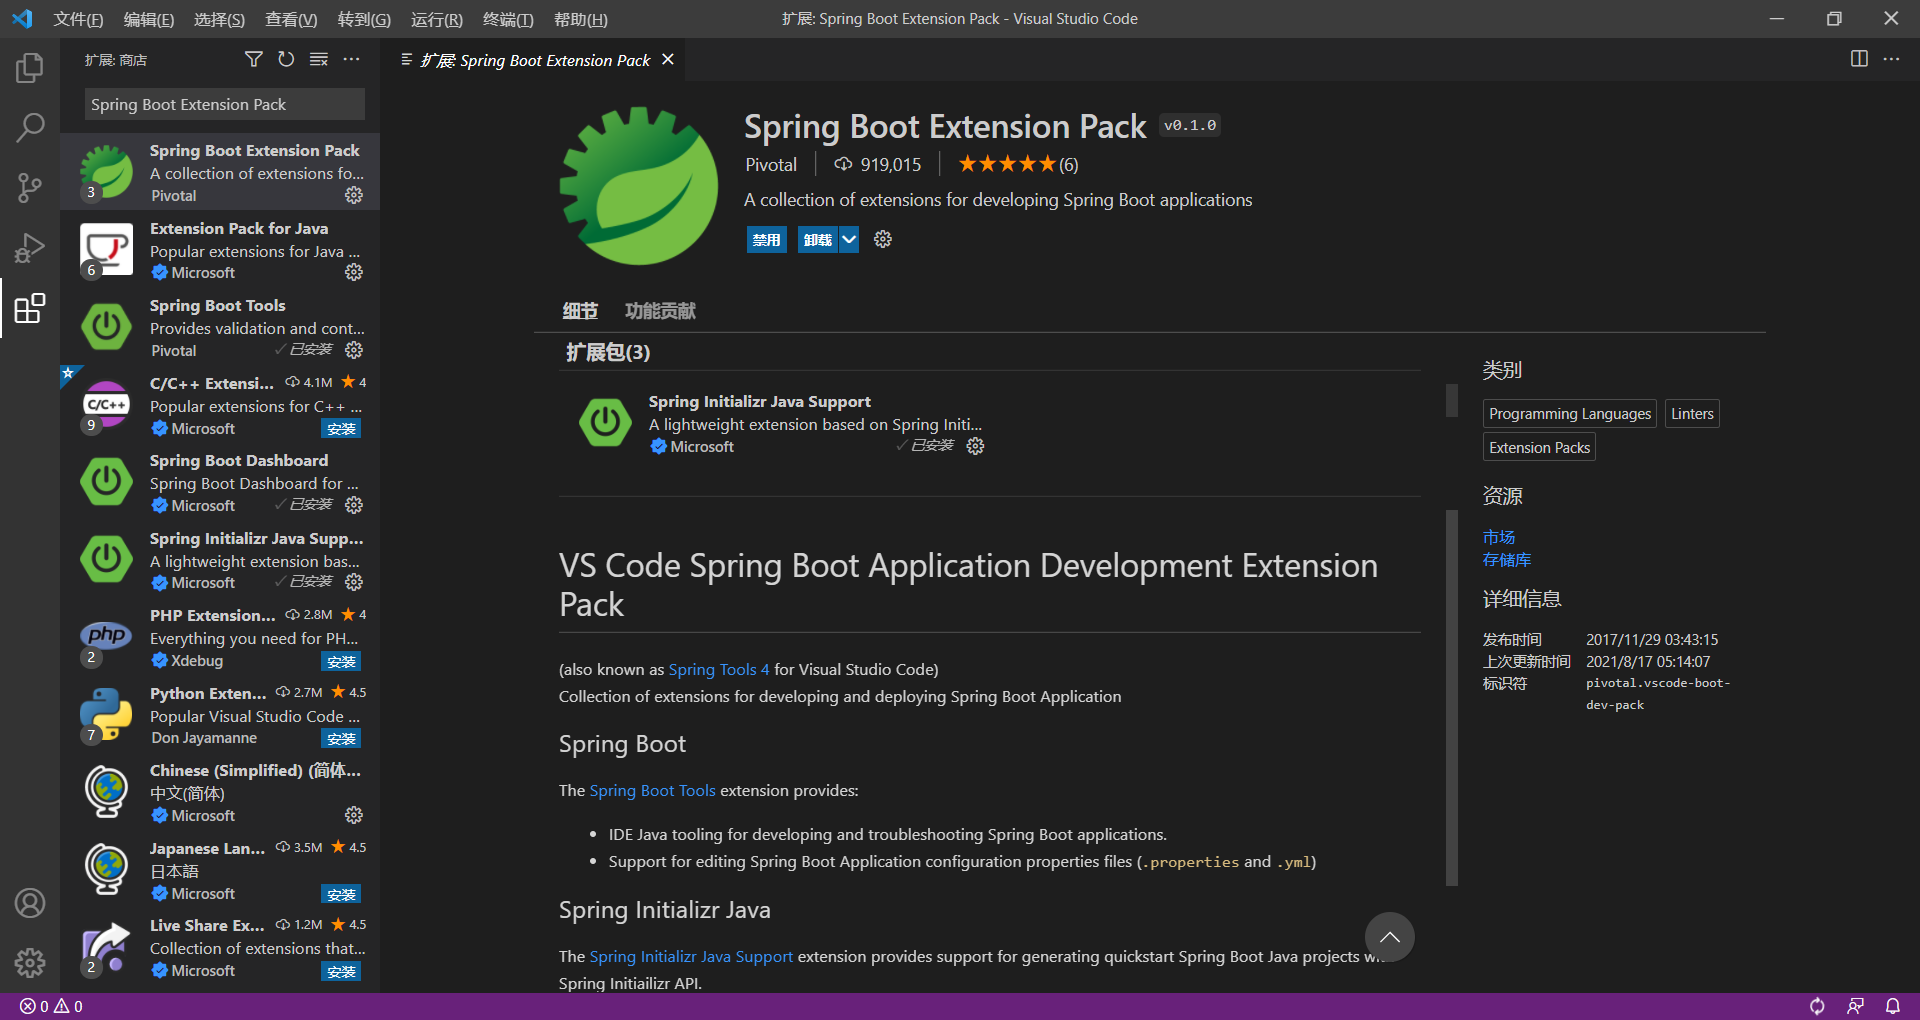 文件(F) 编辑(E) 选择(S) 查看(V) 转到(G) 运行(R) 终端(T) 帮助(H)
扩展: Spring Boot Extension Pack - Visual Studio Code
扩展: 商店
Spring Boot Extension Pack
Spring Boot Extension Pack
A collection of extensions fo...
3
Pivotal
Extension Pack for Java
Popular extensions for Java ...
6
Microsoft
Spring Boot Tools
Provides validation and cont...
Pivotal 已安装
C/C++ Extensi... 4.1M 4
C/C++
Popular extensions for C++ ...
9
Microsoft 安装
Spring Boot Dashboard
Spring Boot Dashboard for ...
Microsoft 已安装
Spring Initializr Java Supp...
A lightweight extension bas...
Microsoft 已安装
PHP Extension... 2.8M 4
php
Everything you need for PH...
2
Xdebug 安装
Python Exten... 2.7M 4.5
Popular Visual Studio Code ...
7
Don Jayamanne 安装
Chinese (Simplified) (简体...
中文(简体)
Microsoft
Japanese Lan... 3.5M 4.5
日本語
Microsoft 安装
Live Share Ex... 1.2M 4.5
Collection of extensions that...
2
Microsoft 安装
扩展: Spring Boot Extension Pack
Spring Boot Extension Pack v0.1.0
Pivotal 919,015 ★★★★★(6)
A collection of extensions for developing Spring Boot applications
禁用 卸载
细节 功能贡献
扩展包(3)
Spring Initializr Java Support
A lightweight extension based on Spring Initi...
Microsoft 已安装
VS Code Spring Boot Application Development Extension
Pack
(also known as Spring Tools 4 for Visual Studio Code)
Collection of extensions for developing and deploying Spring Boot Application
Spring Boot
The Spring Boot Tools extension provides:
• IDE Java tooling for developing and troubleshooting Spring Boot applications.
• Support for editing Spring Boot Application configuration properties files (.properties and .yml)
Spring Initializr Java
The Spring Initializr Java Support extension provides support for generating quickstart Spring Boot Java projects
Spring Initiailizr API.
类别
Programming Languages Linters
Extension Packs
资源
市场
存储库
详细信息
发布时间 2017/11/29 03:43:15
上次更新时间 2021/8/17 05:14:07
标识符 pivotal.vscode-boot-
dev-pack
0 0